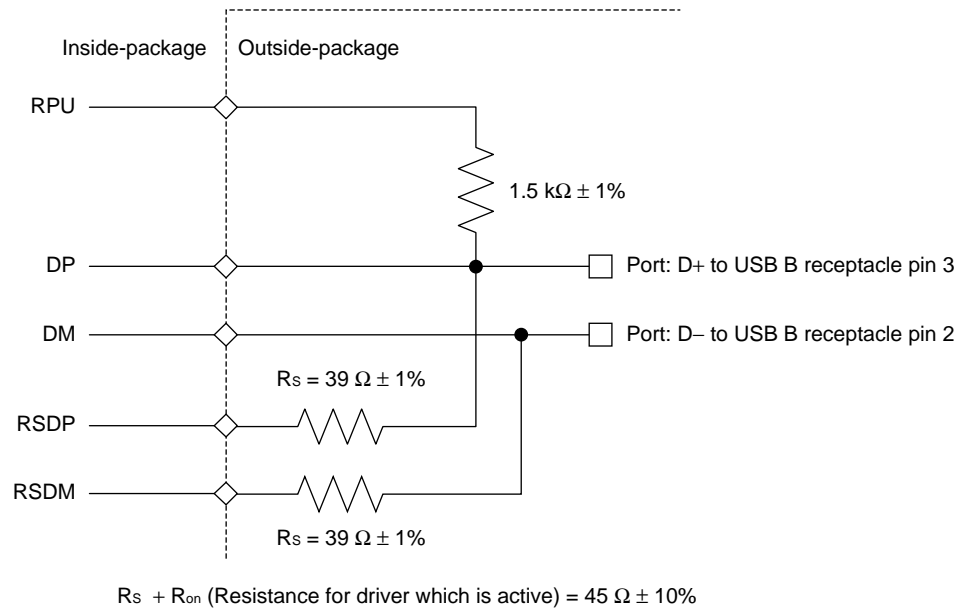 Inside-package
Outside-package
RPU
1.5 kΩ ± 1%
DP
Port: D+ to USB B receptacle pin 3
DM
Port: D− to USB B receptacle pin 2
Rs = 39 Ω ± 1%
RSDP
RSDM
Rs = 39 Ω ± 1%
Rs + Ron (Resistance for driver which is active) = 45 Ω ± 10%